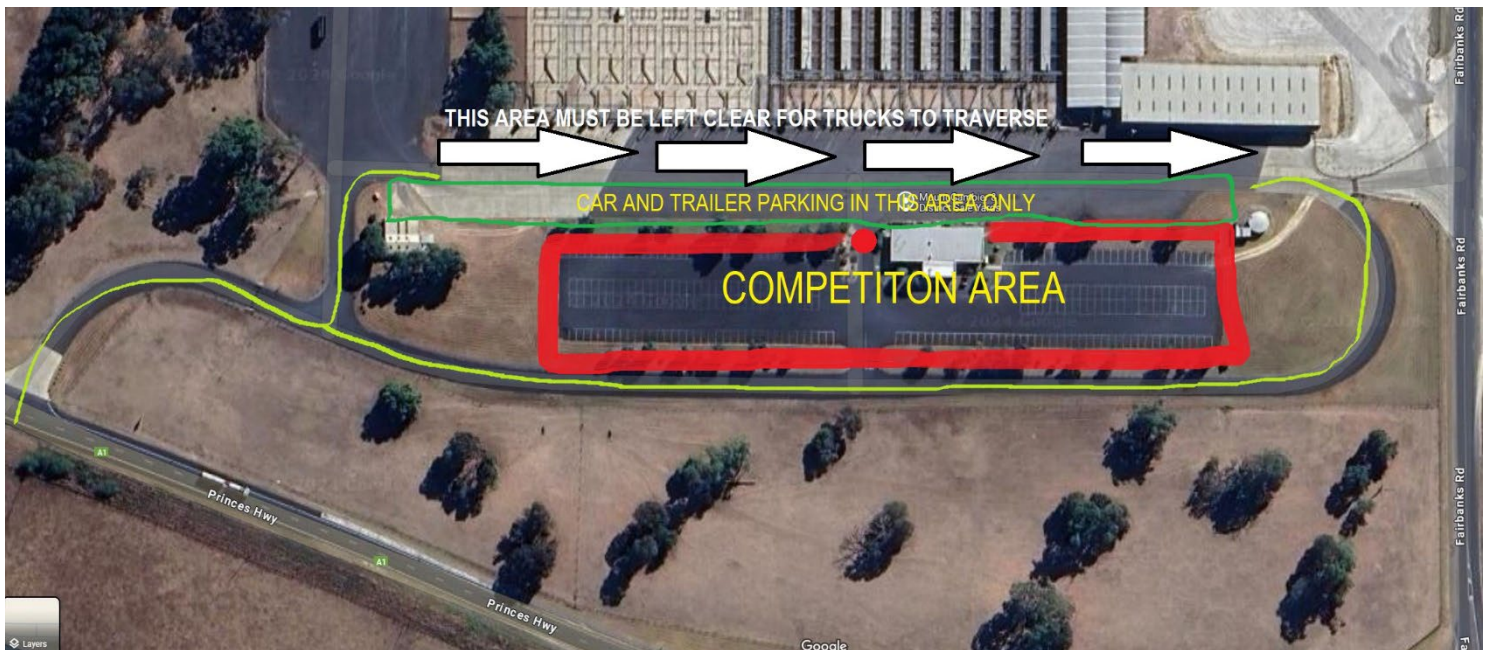 Fairbanks Rd
THIS AREA MUST BE LEFT CLEAR FOR TRUCKS TO TRAVERSE
CAR AND TRAILER PARKING IN THIS AREA ONLY
COMPETITON AREA
Fairbanks Rd
A1
Princes Hwy
Fairbanks Rd
A1
Princes Hwy
Layers
Google